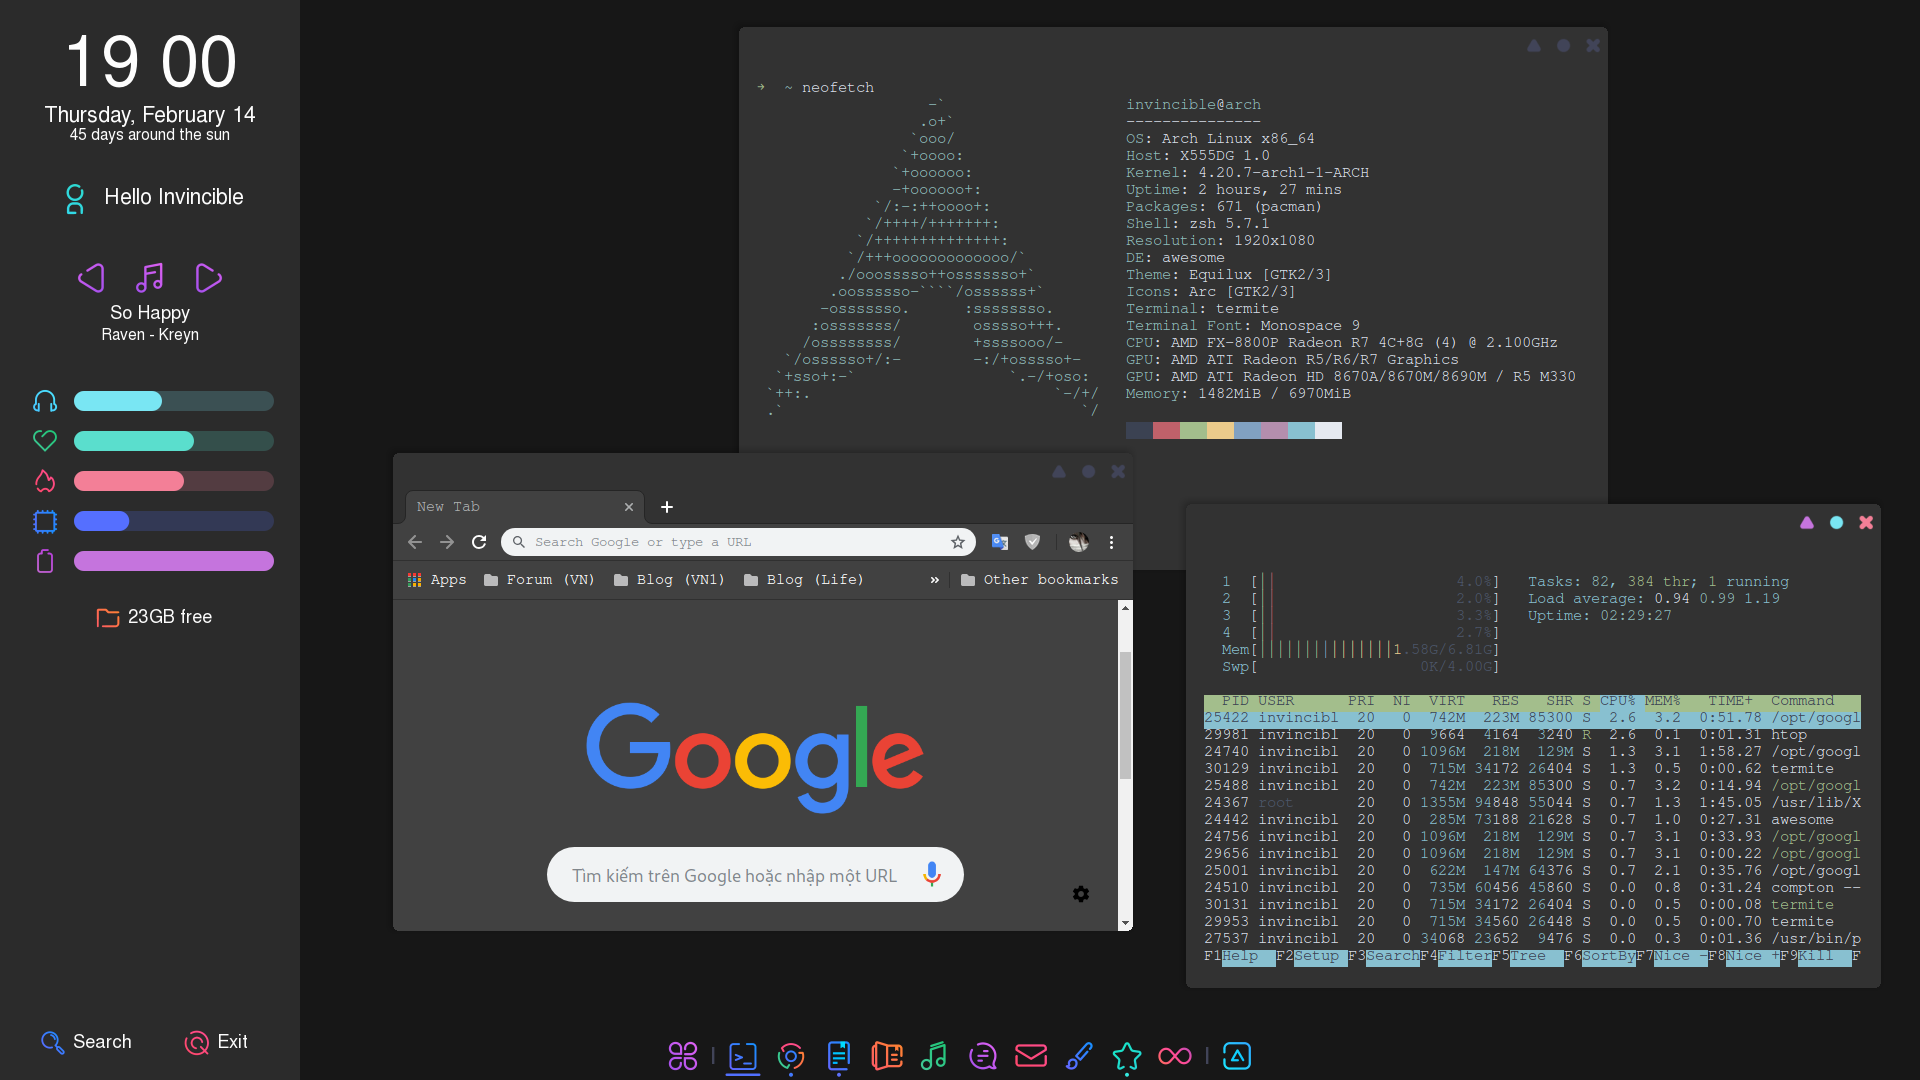 19 00
Thursday, February 14
45 days around the sun
Hello Invincible
So Happy
Raven - Kreyn
23GB free
Search
Exit
➜ ~ neofetch
-`
.o+`
`ooo/
`+oooo:
`+oooooo:
-+oooooo+:
`/:-:++oooo+:
`/++++/+++++++:
`/++++++++++++++:
`/+++ooooooooooooo/`
./ooosssso++osssssso+`
.oossssso-````/ossssss+`
-osssssso. :ssssssso.
:osssssss/ osssso+++.
/ossssssss/ +ssssooo/-
`/ossssso+/:- -:/+osssso+-
`+sso+:-` `.-/+oso:
`++:. `-/+/
.` `/
invincible@arch
---------------
OS: Arch Linux x86_64
Host: X555DG 1.0
Kernel: 4.20.7-arch1-1-ARCH
Uptime: 2 hours, 27 mins
Packages: 671 (pacman)
Shell: zsh 5.7.1
Resolution: 1920x1080
DE: awesome
Theme: Equilux [GTK2/3]
Icons: Arc [GTK2/3]
Terminal: termite
Terminal Font: Monospace 9
CPU: AMD FX-8800P Radeon R7 4C+8G (4) @ 2.100GHz
GPU: AMD ATI Radeon R5/R6/R7 Graphics
GPU: AMD ATI Radeon HD 8670A/8670M/8690M / R5 M330
Memory: 1482MiB / 6970MiB
New Tab
Search Google or type a URL
Apps Forum (VN) Blog (VN1) Blog (Life) » Other bookmarks
Google
Tìm kiếm trên Google hoặc nhập một URL
1 [|| 4.0%] Tasks: 82, 384 thr; 1 running
2 [|| 2.0%] Load average: 0.94 0.99 1.19
3 [|| 3.3%] Uptime: 02:29:27
4 [|| 2.7%]
Mem[|||||||||||||||1.58G/6.81G]
Swp[ 0K/4.00G]
PID USER PRI NI VIRT RES SHR S CPU% MEM% TIME+ Command
25422 invincibl 20 0 742M 223M 85300 S 2.6 3.2 0:51.78 /opt/googl
29981 invincibl 20 0 9664 4164 3240 R 2.6 0.1 0:01.31 htop
24740 invincibl 20 0 1096M 218M 129M S 1.3 3.1 1:58.27 /opt/googl
30129 invincibl 20 0 715M 34172 26404 S 1.3 0.5 0:00.62 termite
25488 invincibl 20 0 742M 223M 85300 S 0.7 3.2 0:14.94 /opt/googl
24367 root 20 0 1355M 94848 55044 S 0.7 1.3 1:45.05 /usr/lib/X
24442 invincibl 20 0 285M 73188 21628 S 0.7 1.0 0:27.31 awesome
24756 invincibl 20 0 1096M 218M 129M S 0.7 3.1 0:33.93 /opt/googl
29656 invincibl 20 0 1096M 218M 129M S 0.7 3.1 0:00.22 /opt/googl
25001 invincibl 20 0 622M 147M 64376 S 0.7 2.1 0:35.76 /opt/googl
24510 invincibl 20 0 735M 60456 45860 S 0.0 0.8 0:31.24 compton --
30131 invincibl 20 0 715M 34172 26404 S 0.0 0.5 0:00.08 termite
29953 invincibl 20 0 715M 34560 26448 S 0.0 0.5 0:00.70 termite
27537 invincibl 20 0 34068 23652 9476 S 0.0 0.3 0:01.36 /usr/bin/p
F1Help F2Setup F3SearchF4FilterF5Tree F6SortByF7Nice -F8Nice +F9Kill F